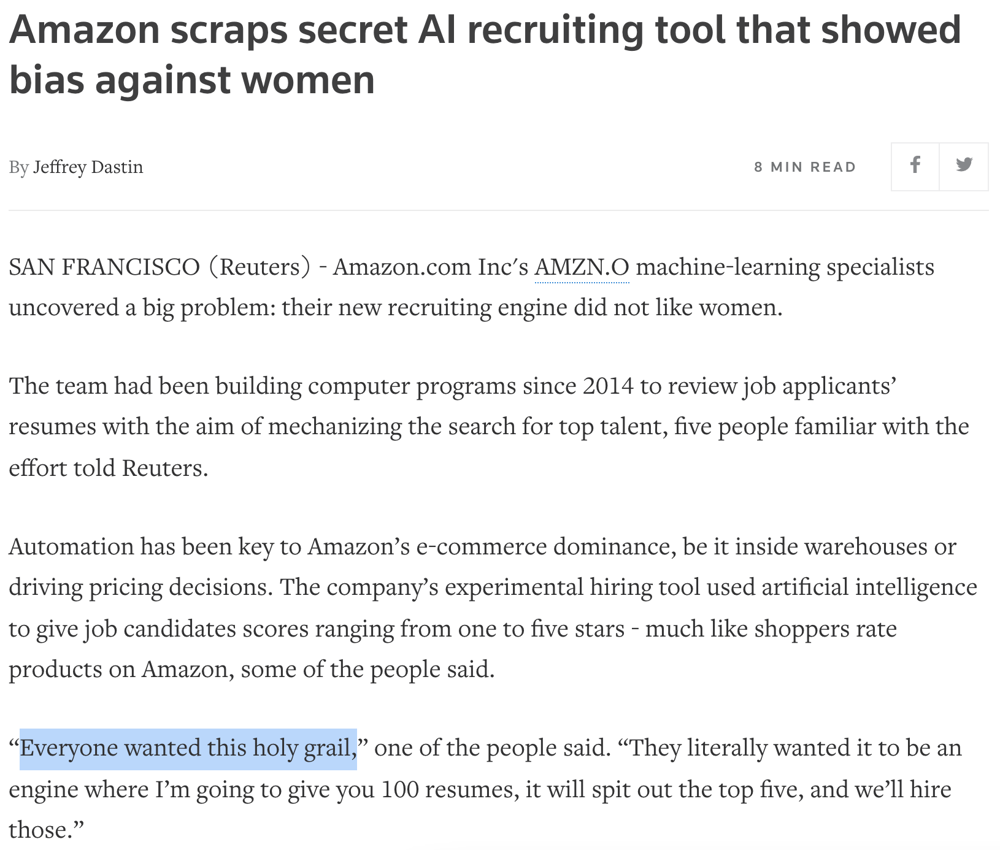 Amazon scraps secret AI recruiting tool that showed
bias against women
By Jeffrey Dastin
8 MIN READ
SAN FRANCISCO (Reuters) - Amazon.com Inc's AMZN.O machine-learning specialists
uncovered a big problem: their new recruiting engine did not like women.
The team had been building computer programs since 2014 to review job applicants’
resumes with the aim of mechanizing the search for top talent, five people familiar with the
effort told Reuters.
Automation has been key to Amazon’s e-commerce dominance, be it inside warehouses or
driving pricing decisions. The company’s experimental hiring tool used artificial intelligence
to give job candidates scores ranging from one to five stars - much like shoppers rate
products on Amazon, some of the people said.
“Everyone wanted this holy grail,” one of the people said. “They literally wanted it to be an
engine where I’m going to give you 100 resumes, it will spit out the top five, and we’ll hire
those.”